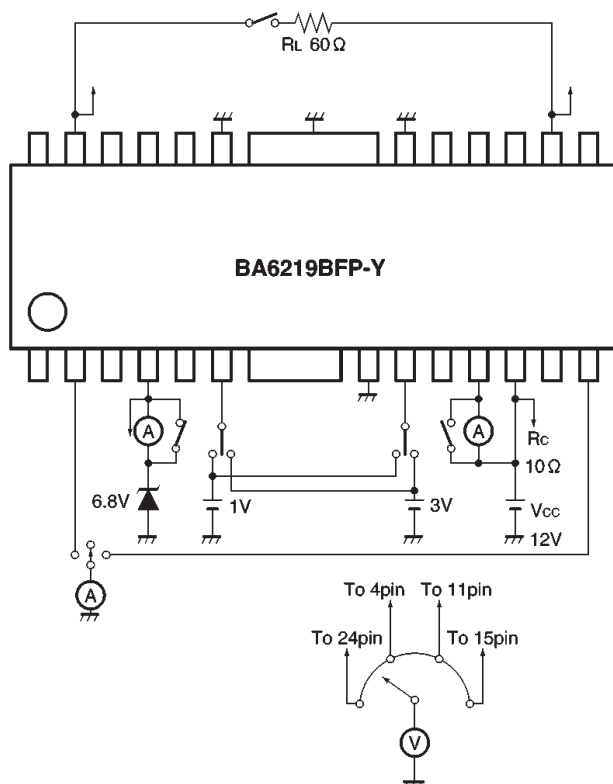 RL 60Ω
BA6219BFP-Y
A
A
RC
10Ω
6.8V
1V
3V
VCC
12V
A
To 4pin
To 11pin
To 24pin
To 15pin
V